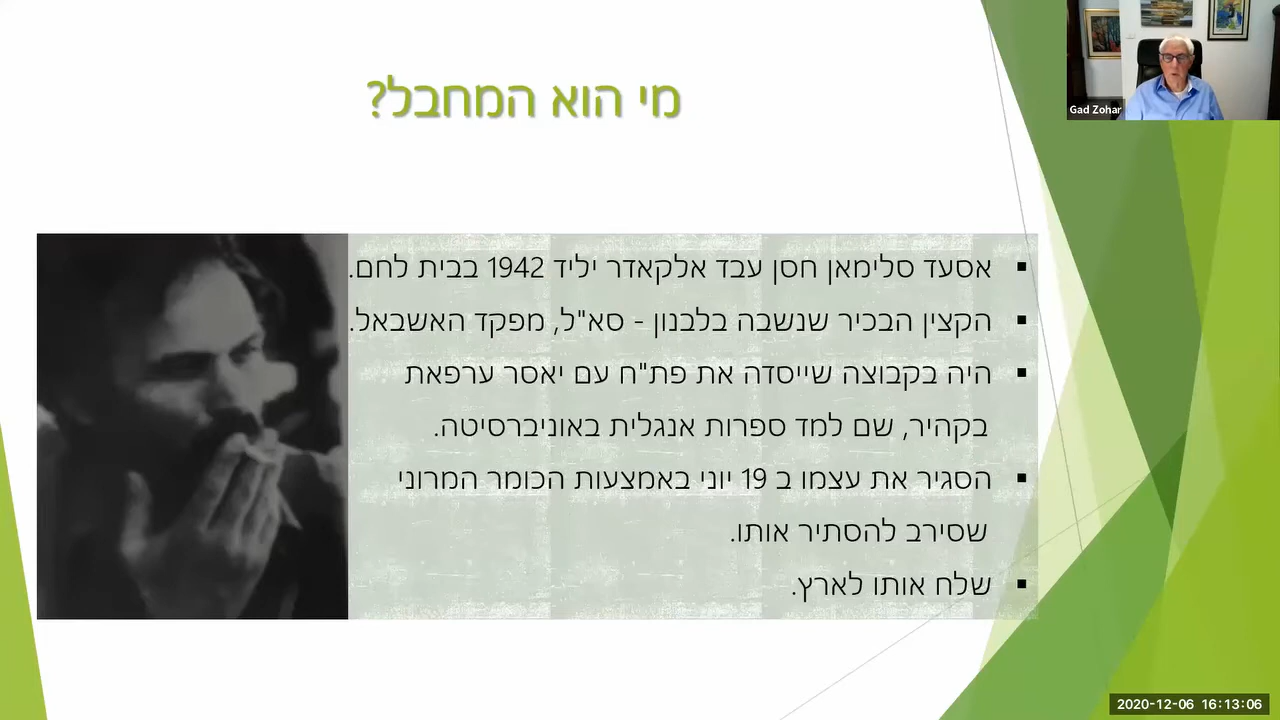 מי הוא המחבל?
Gad Zohar
אסעד סלימאן חסן עבד אלקאדר יליד 1942 בבית לחם.
הקצין הבכיר שנשבה בלבנון - סא"ל, מפקד האשבאל.
היה בקבוצה שייסדה את פת"ח עם יאסר ערפאת
בקהיר, שם למד ספרות אנגלית באוניברסיטה.
הסגיר את עצמו ב 19 יוני באמצעות הכומר המרוני
שסירב להסתיר אותו.
שלח אותו לארץ.
2020-12-06 16:13:06